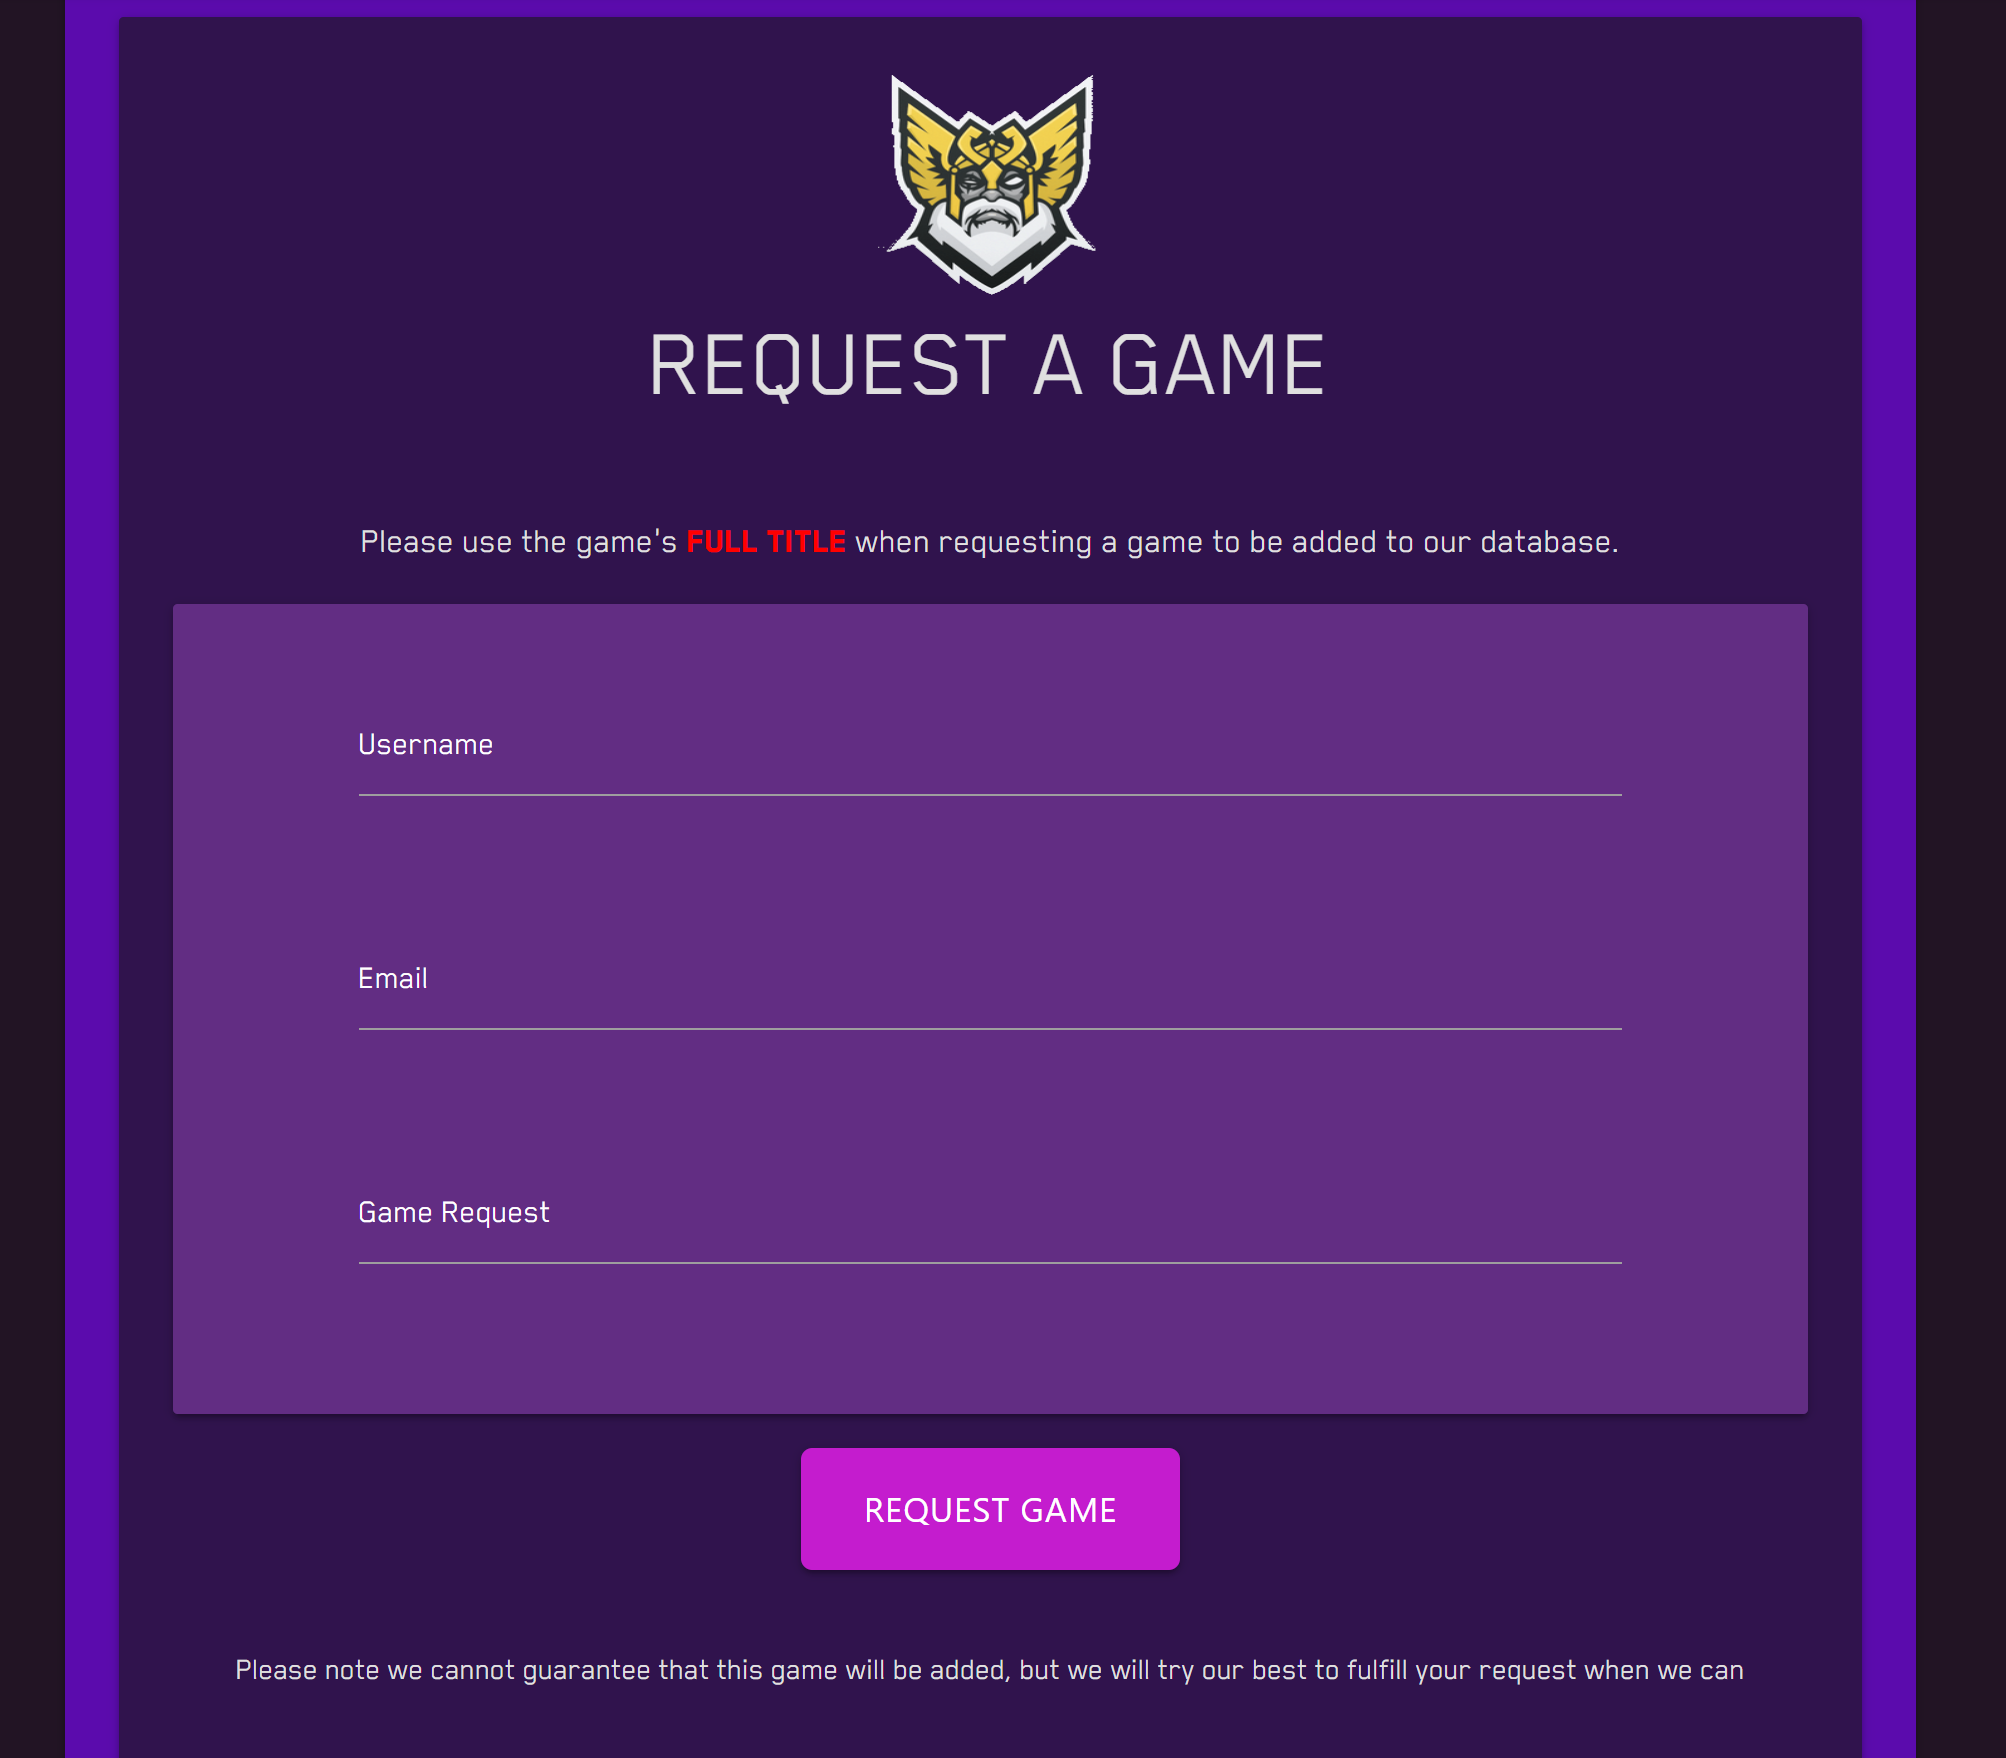 REQUEST A GAME
Please use the game's FULL TITLE when requesting a game to be added to our database.
Username
Email
Game Request
REQUEST GAME
Please note we cannot guarantee that this game will be added, but we will try our best to fulfill your request when we can